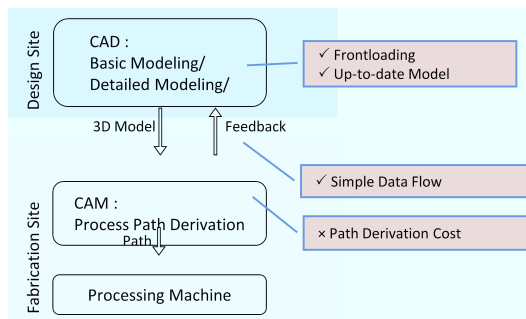 Design Site
CAD :
Basic Modeling/
Detailed Modeling/
✓ Frontloading
✓ Up-to-date Model
3D Model
Feedback
✓ Simple Data Flow
Fabrication Site
CAM :
Process Path Derivation
Path
× Path Derivation Cost
Processing Machine